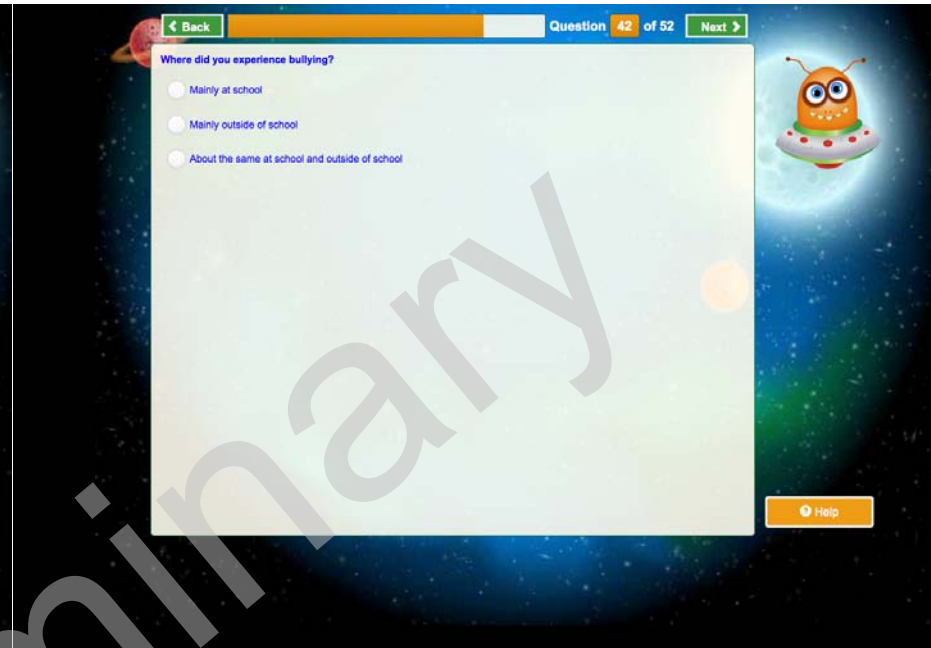 Back
Question 42 of 52
Next
Where did you experience bullying?
Mainly at school
Mainly outside of school
About the same at school and outside of school
Help
minary